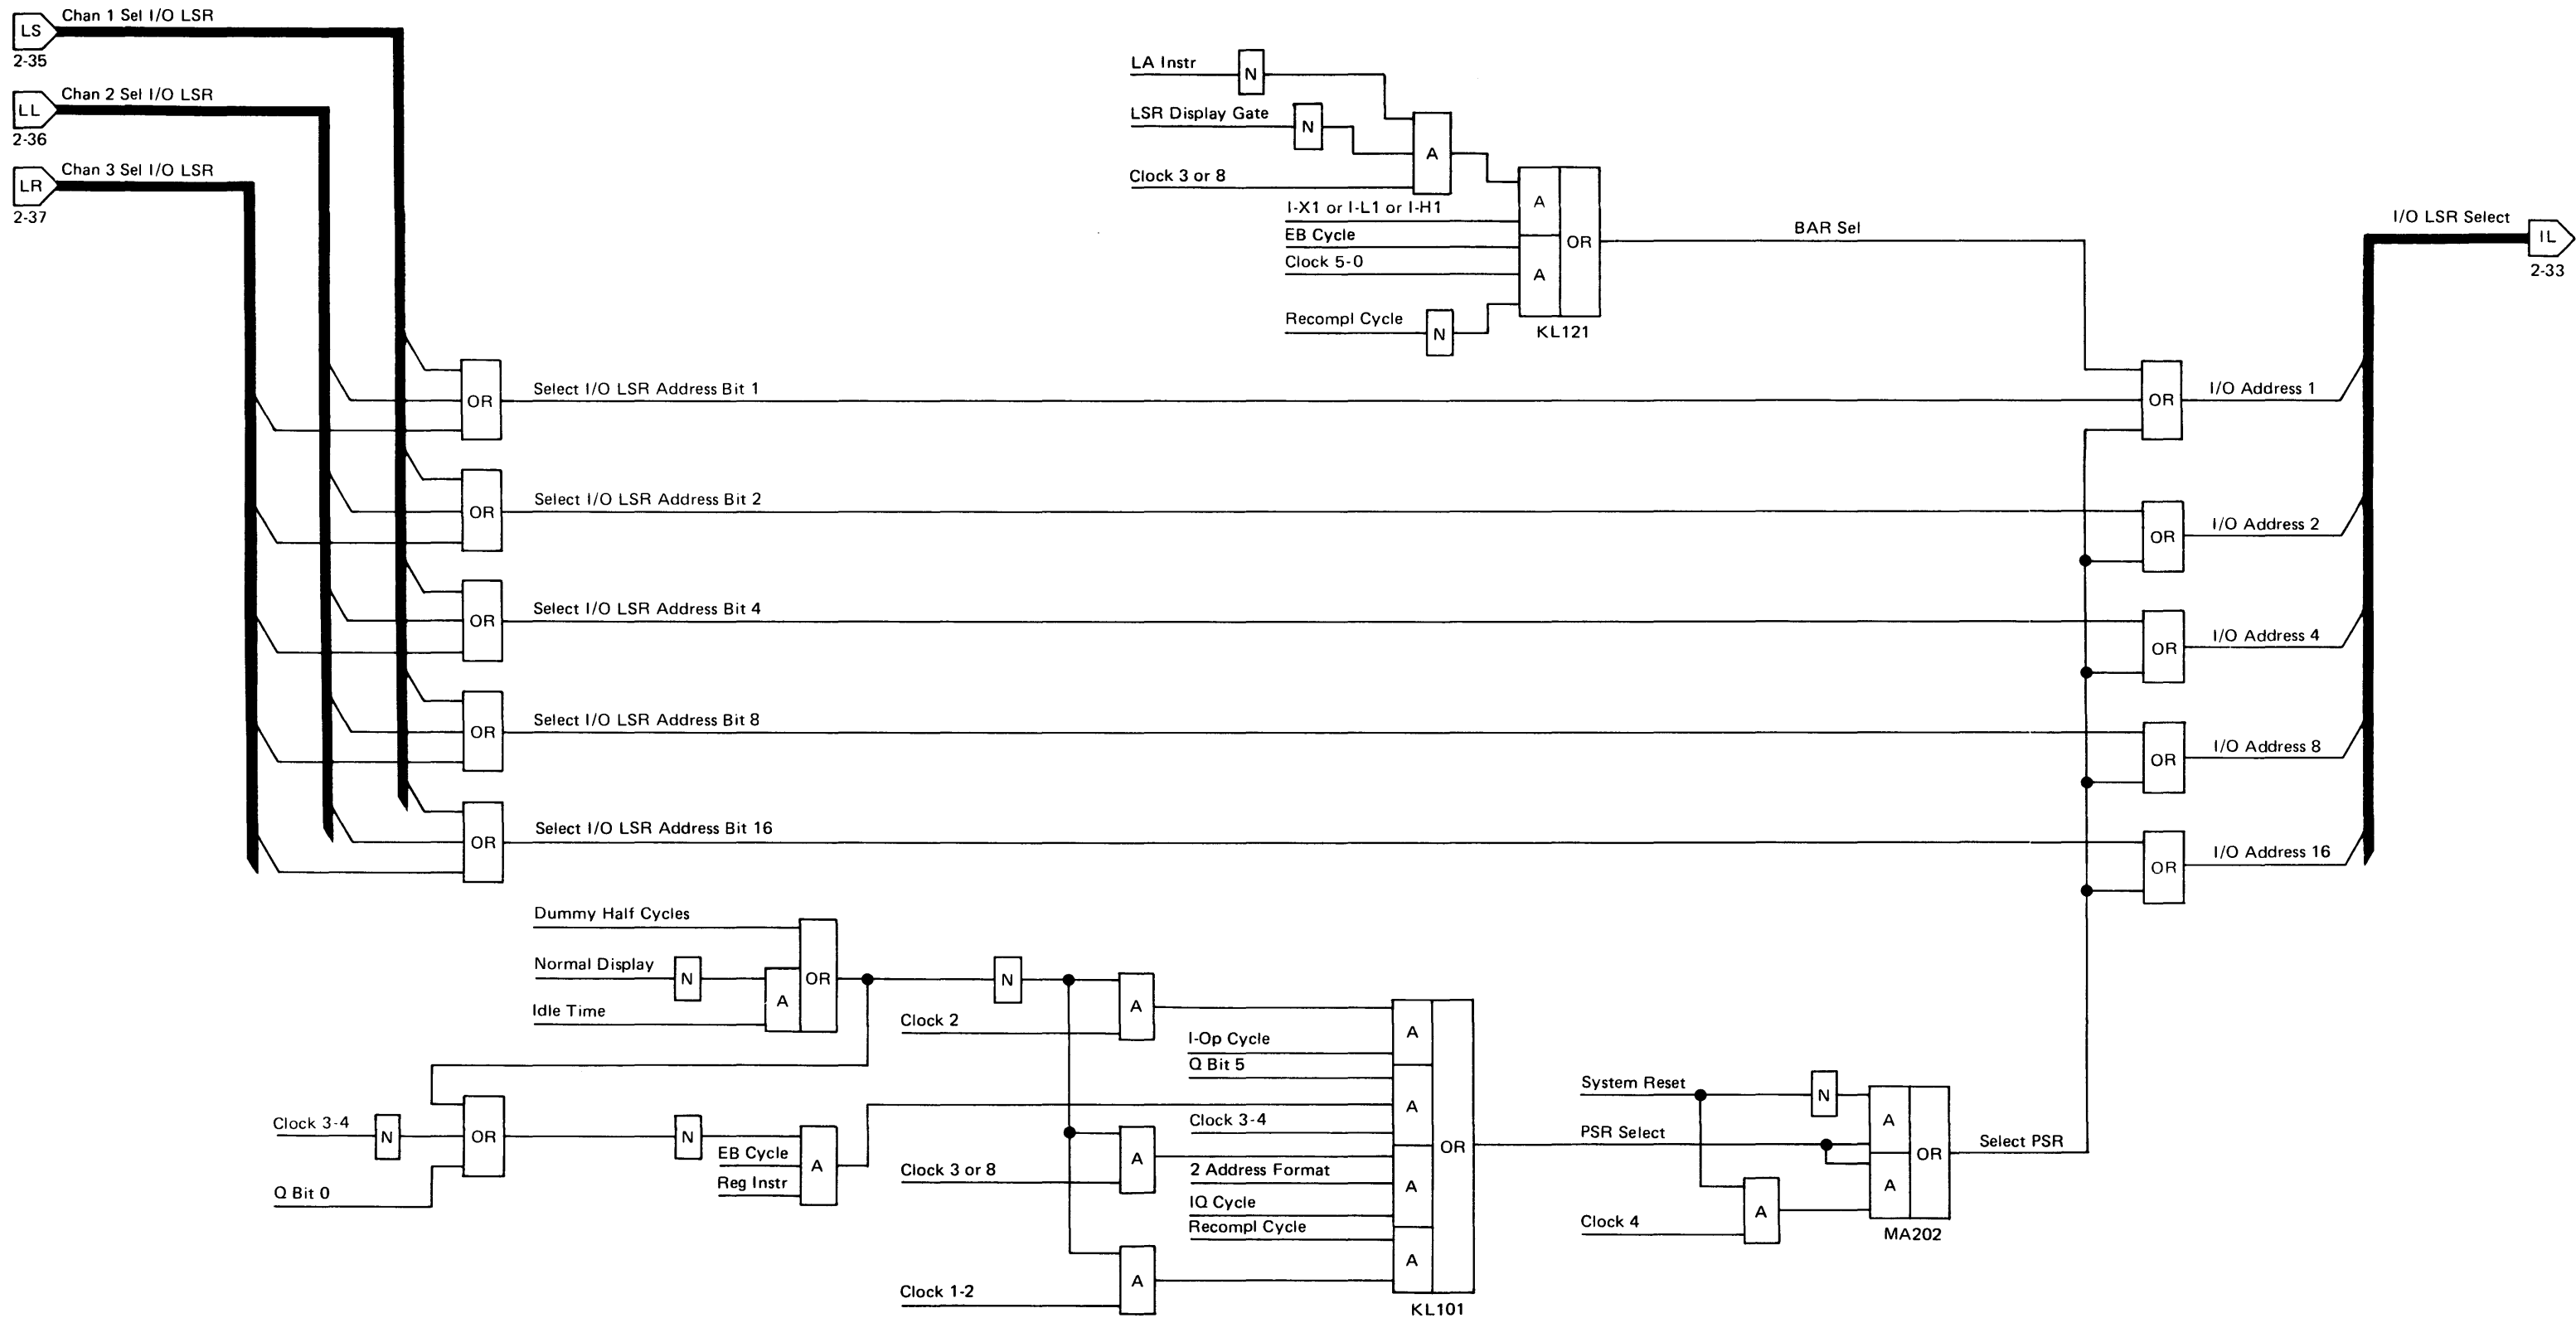 LS
Chan 1 Sel I/O LSR
2-35
LL
Chan 2 Sel I/O LSR
2-36
LR
Chan 3 Sel I/O LSR
2-37
LA Instr
N
LSR Display Gate
N
A
Clock 3 or 8
I-X1 or I-L1 or I-H1
A
EB Cycle
OR
BAR Sel
Clock 5-0
A
Recompl Cycle
N
KL121
I/O LSR Select
IL
2-33
OR
Select I/O LSR Address Bit 1
OR
I/O Address 1
OR
Select I/O LSR Address Bit 2
OR
I/O Address 2
OR
Select I/O LSR Address Bit 4
OR
I/O Address 4
OR
Select I/O LSR Address Bit 8
OR
I/O Address 8
OR
Select I/O LSR Address Bit 16
OR
I/O Address 16
Dummy Half Cycles
Normal Display
N
OR
A
Idle Time
N
Clock 2
A
I-Op Cycle
A
Q Bit 5
Clock 3-4
N
OR
Q Bit 0
N
EB Cycle
A
Reg Instr
A
Clock 3-4
A
Clock 3 or 8
2 Address Format
A
IQ Cycle
Recompl Cycle
A
A
Clock 1-2
OR
KL101
System Reset
N
A
PSR Select
OR
Select PSR
A
A
Clock 4
MA202